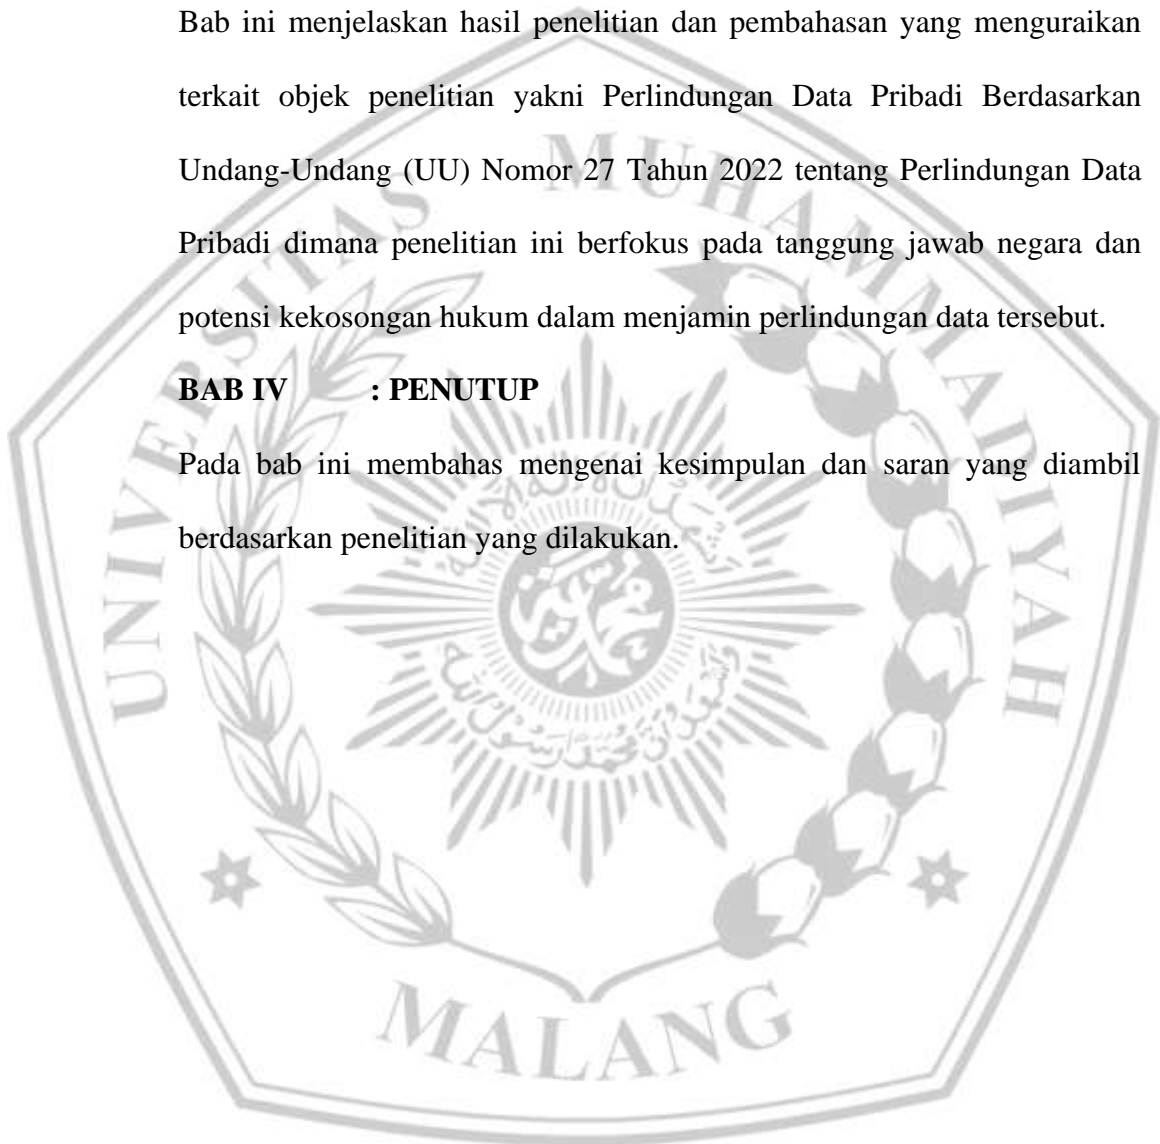 Bab ini menjelaskan hasil penelitian dan pembahasan yang menguraikan
terkait objek penelitian yakni Perlindungan Data Pribadi Berdasarkan
Undang-Undang (UU) Nomor 27 Tahun 2022 tentang Perlindungan Data
Pribadi dimana penelitian ini berfokus pada tanggung jawab negara dan
potensi kekosongan hukum dalam menjamin perlindungan data tersebut.
BAB IV : PENUTUP
Pada bab ini membahas mengenai kesimpulan dan saran yang diambil
berdasarkan penelitian yang dilakukan.
UNIVERSITAS MUHAMMADIYAH
MALANG